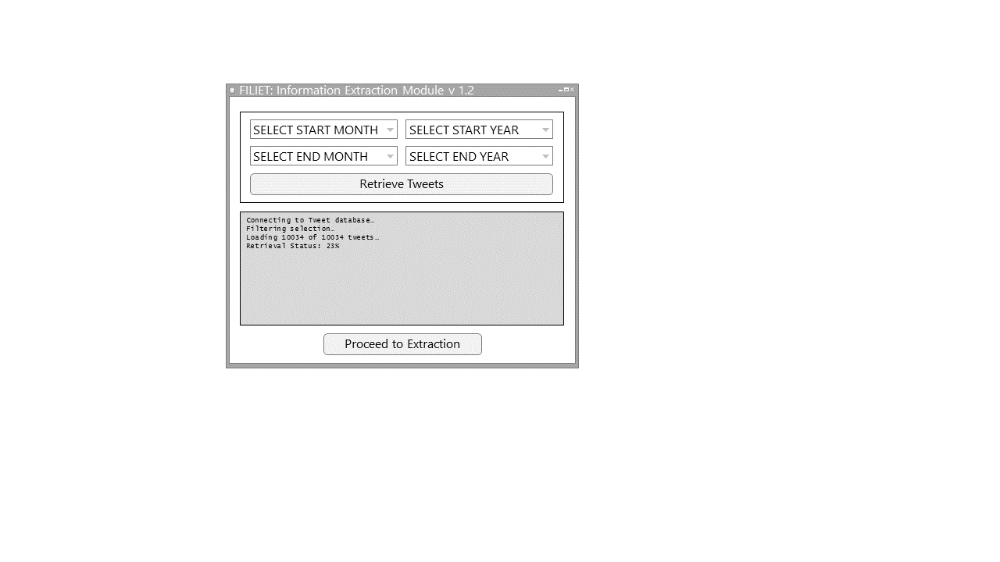 FILIET: Information Extraction Module v 1.2
SELECT START MONTH
SELECT START YEAR
SELECT END MONTH
SELECT END YEAR
Retrieve Tweets
Connecting to Tweet database…
Filtering selection…
Loading 10034 of 10034 tweets…
Retrieval Status: 23%
Proceed to Extraction